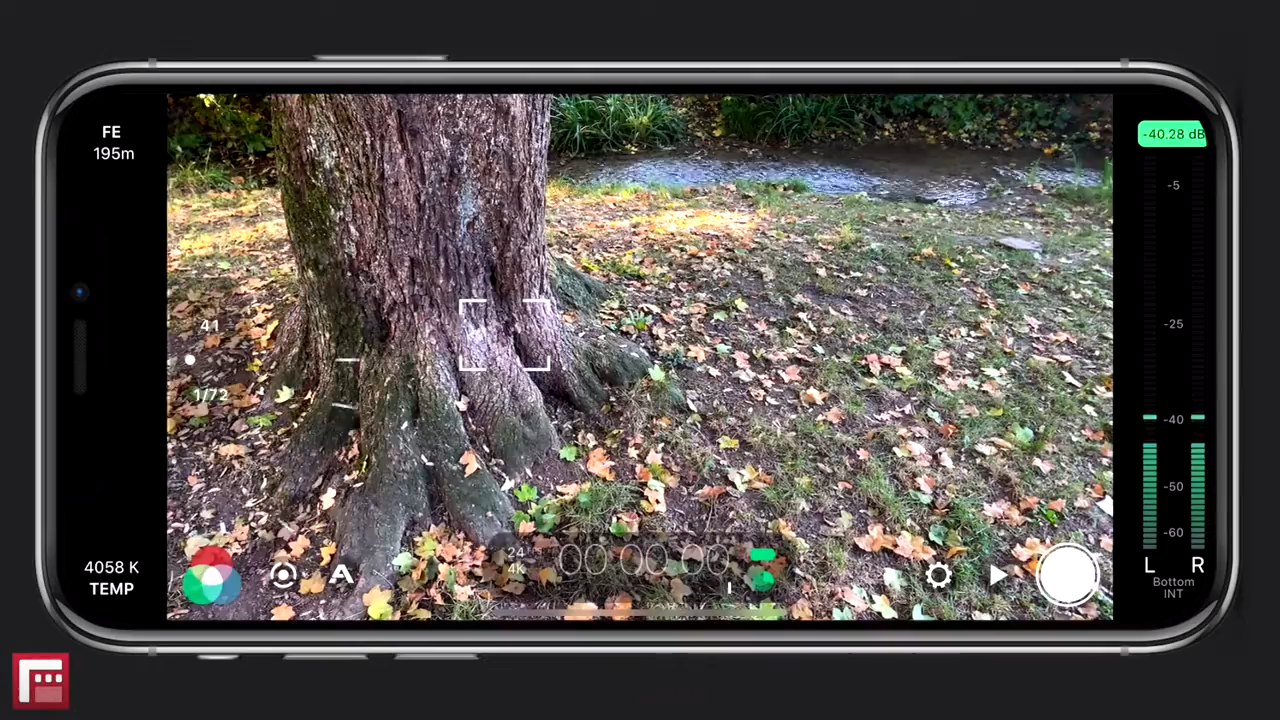 FE
195m
41
1/72
4058 K
TEMP
24
4K
00:00:00
-40.28 dB
-5
-25
-40
-50
-60
L R
Bottom
INT